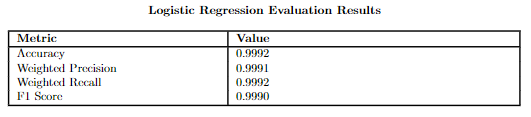 Logistic Regression Evaluation Results
Metric Value
Accuracy 0.9992
Weighted Precision 0.9991
Weighted Recall 0.9992
F1 Score 0.9990